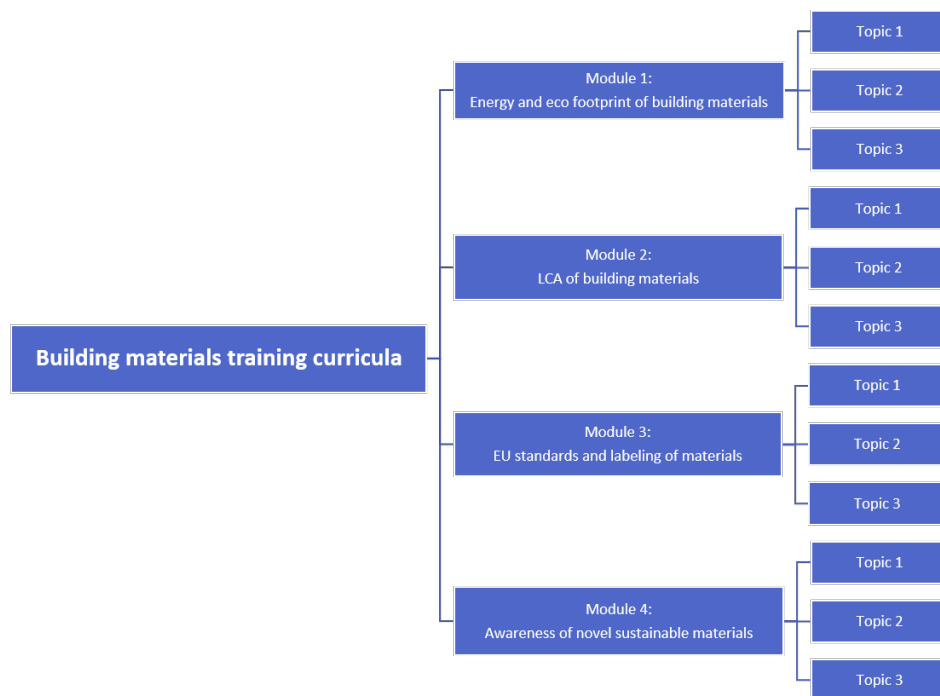 Building materials training curricula
Module 1:
Energy and eco footprint of building materials
Topic 1
Topic 2
Topic 3
Module 2:
LCA of building materials
Topic 1
Topic 2
Topic 3
Module 3:
EU standards and labeling of materials
Topic 1
Topic 2
Topic 3
Module 4:
Awareness of novel sustainable materials
Topic 1
Topic 2
Topic 3